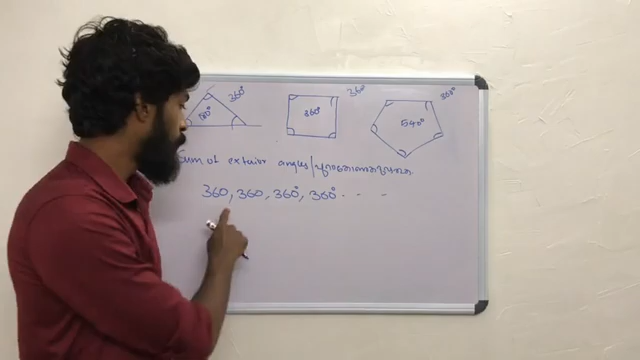 360° 360° 360°
180° 360° 540°
Sum of exterior angles/
360, 360, 360°, 360° - - -